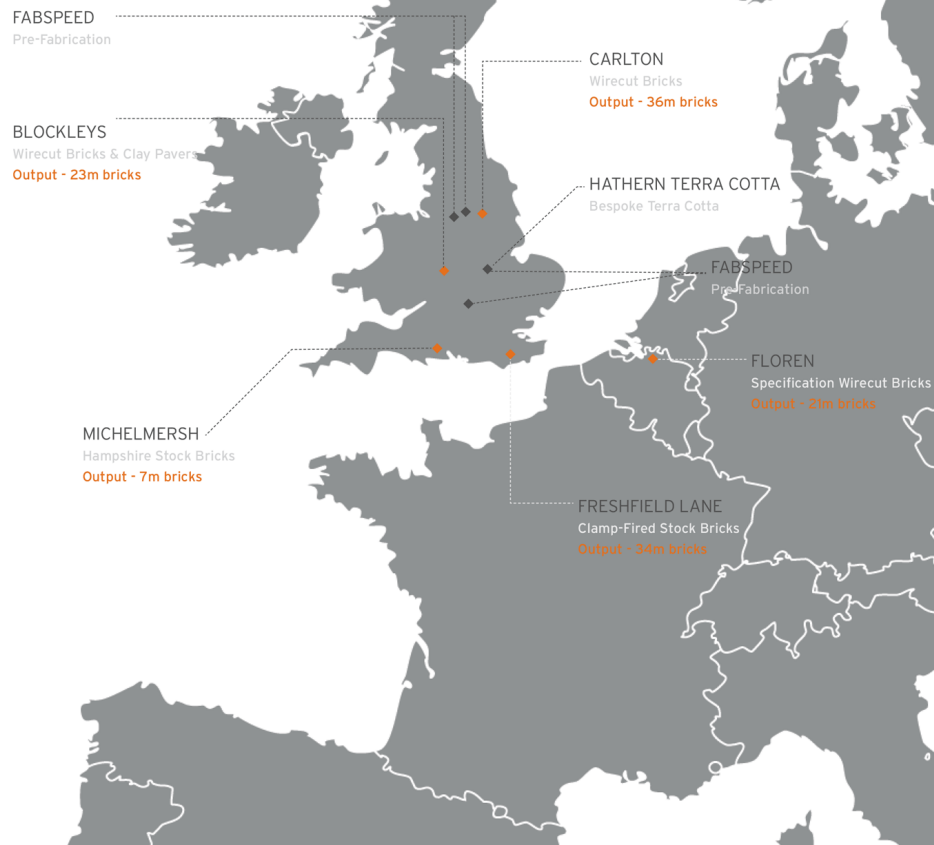 FABSPEED
Pre-Fabrication
CARLTON
Wirecut Bricks
Output - 36m bricks
BLOCKLEYS
Wirecut Bricks & Clay Pavers
Output - 23m bricks
HATHERN TERRA COTTA
Bespoke Terra Cotta
FABSPEED
Pre-Fabrication
FLOREN
Specification Wirecut Bricks
Output - 21m bricks
MICHELMERSH
Hampshire Stock Bricks
Output - 7m bricks
FRESHFIELD LANE
Clamp-Fired Stock Bricks
Output - 34m bricks